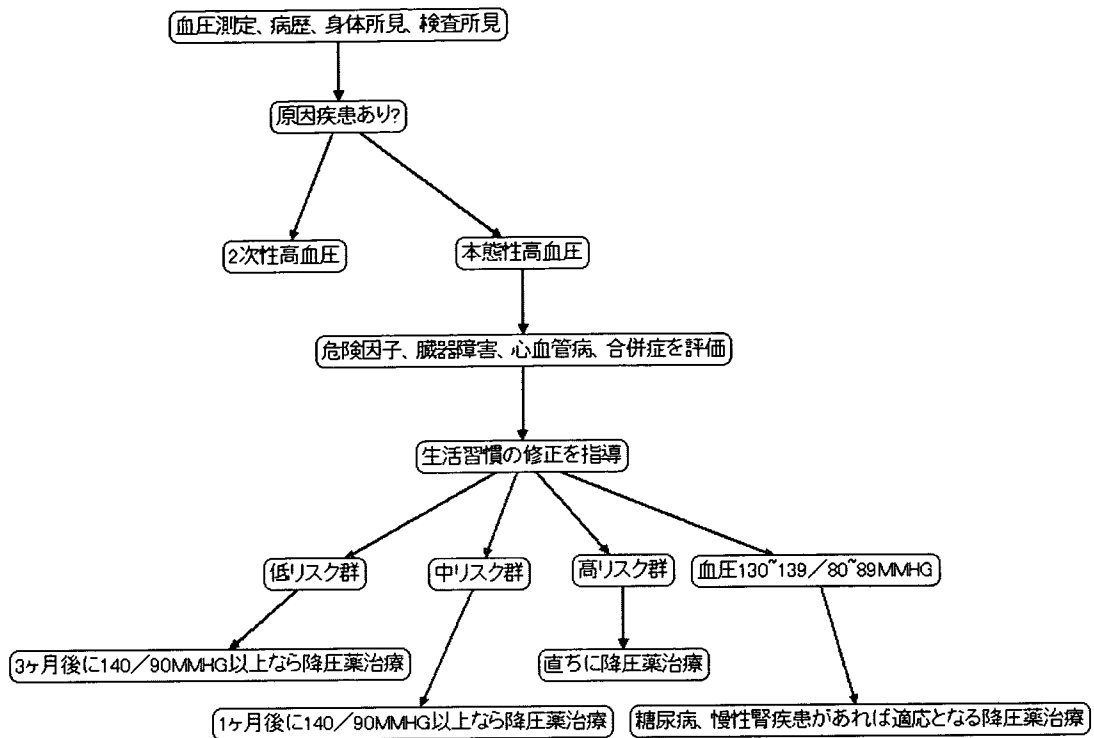 血圧測定、病歴、身体所見、検査所見
原因疾患あり?
2次性高血圧
本態性高血圧
危険因子、臓器障害、心血管病、合併症を評価
生活習慣の修正を指導
低リスク群
中リスク群
高リスク群
血圧130~139／80~89MMHG
3ヶ月後に140／90MMHG以上なら降圧薬治療
直ちに降圧薬治療
1ヶ月後に140／90MMHG以上なら降圧薬治療
糖尿病、慢性腎疾患があれば適応となる降圧薬治療